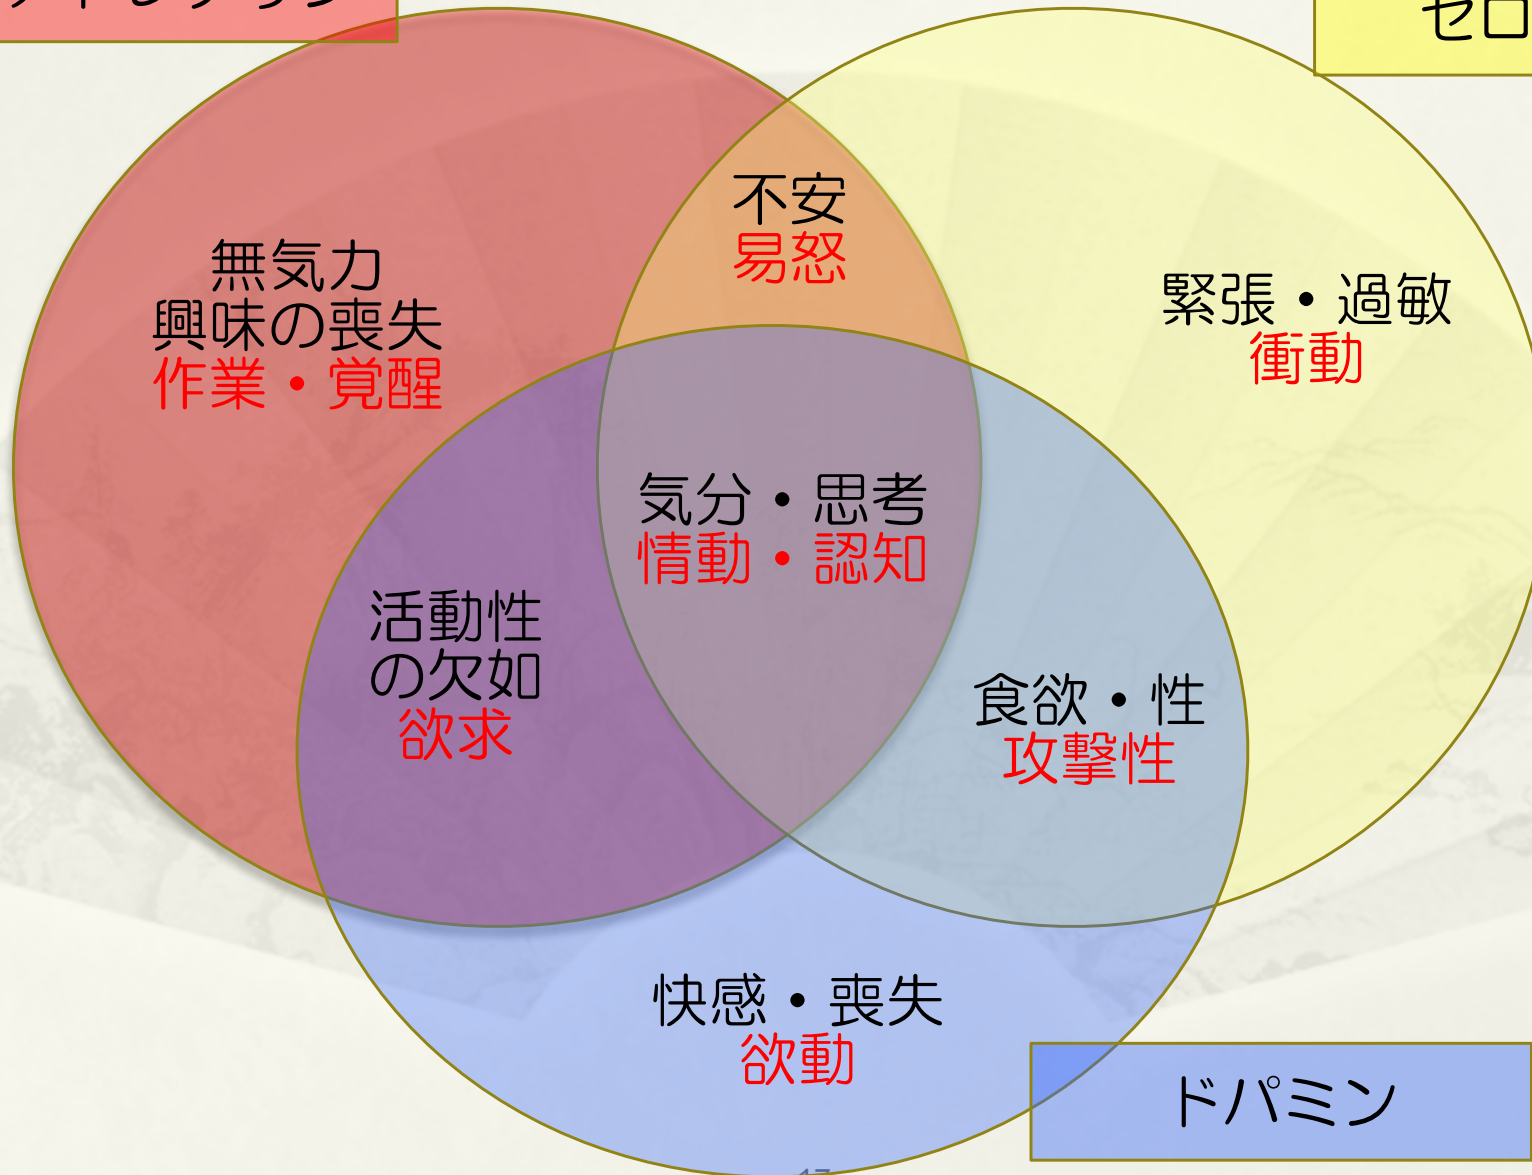 セロ
不安
易怒
無気力
興味の喪失
作業・覚醒
緊張・過敏
衝動
気分・思考
情動・認知
活動性
の欠如
欲求
食欲・性
攻撃性
快感・喪失
欲動
ドパミン